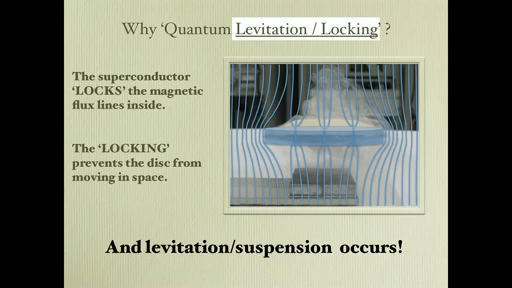 Why ‘Quantum Levitation / Locking’ ?
The superconductor
‘LOCKS’ the magnetic
flux lines inside.
The ‘LOCKING’
prevents the disc from
moving in space.
And levitation/suspension occurs!